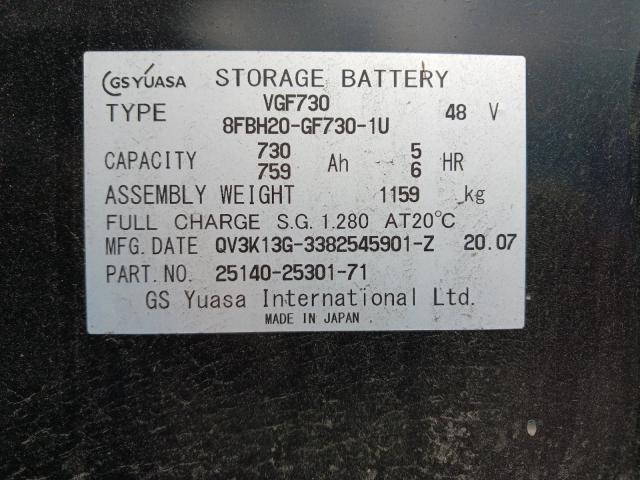 GS YUASA STORAGE BATTERY
VGF730
TYPE 48 V
8FBH20-GF730-1U
730 5
CAPACITY Ah HR
759 6
ASSEMBLY WEIGHT 1159 kg
FULL CHARGE S.G. 1.280 AT20℃
MFG. DATE QV3K13G-3382545901-Z 20.07
PART. NO. 25140-25301-71
GS Yuasa International Ltd.
MADE IN JAPAN